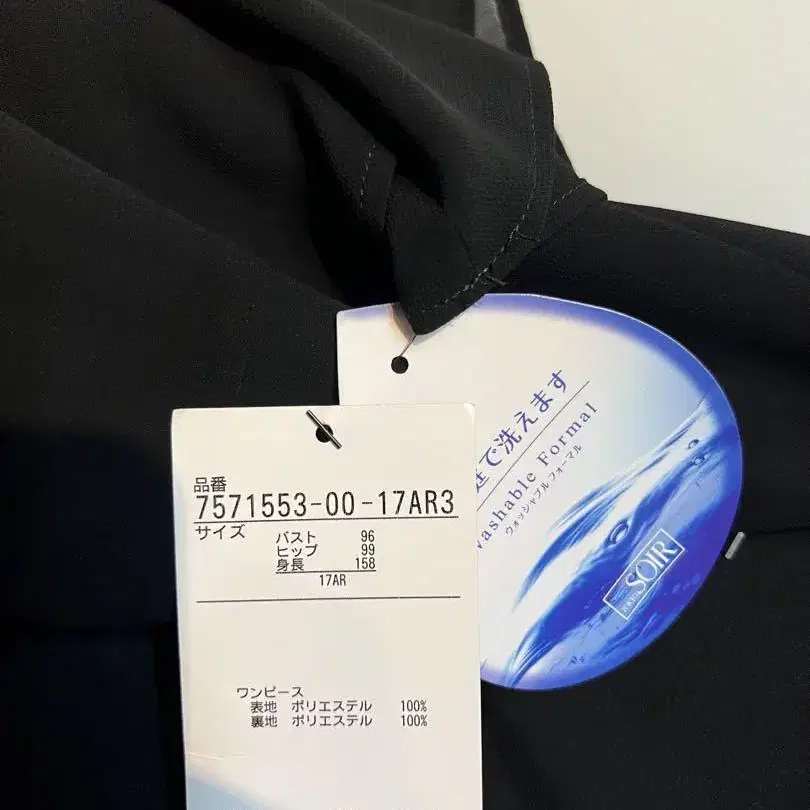 品番
7571553-00-17AR3
サイズ
バスト 96
ヒップ 99
身長 158
17AR
ワンピース
表地 ポリエステル 100%
裏地 ポリエステル 100%
庭で洗えます
Washable Formal
ウォッシャブル フォーマル
TOKYO SOIR